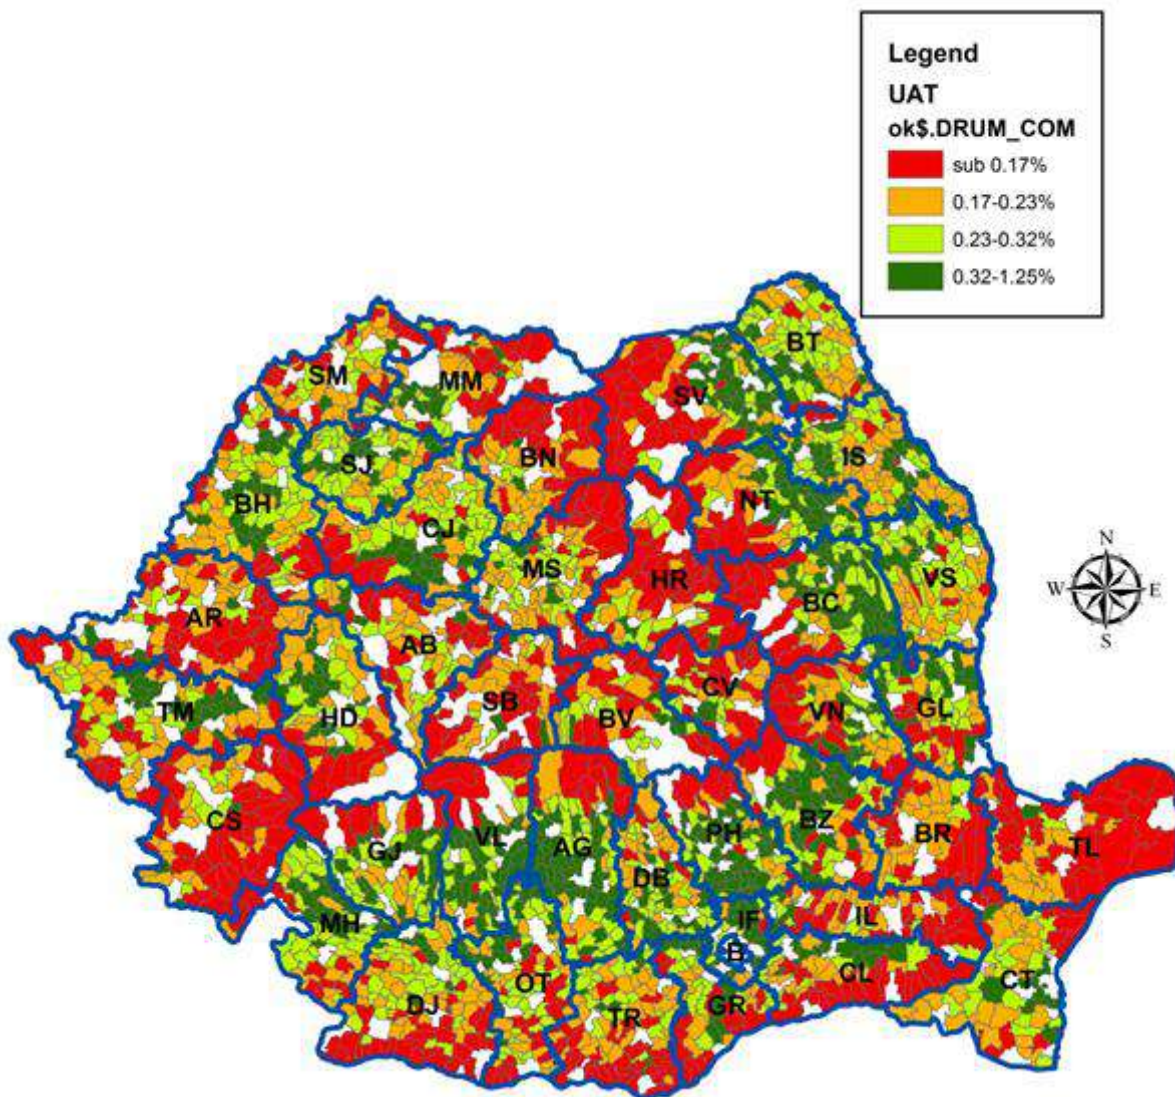 Legend
UAT
ok$.DRUM_COM
sub 0.17%
0.17-0.23%
0.23-0.32%
0.32-1.25%
BT
SM
MM
SV
BN
IS
SJ
BH
NT
CJ
MS
HR
VS
BC
AR
AB
N
W
E
S
CV
SB
BV
VN
GL
TM
HD
CS
VL
AG
PH
BZ
BR
TL
GJ
DB
MH
IF
IL
B
CL
CT
OT
DJ
TR
GR